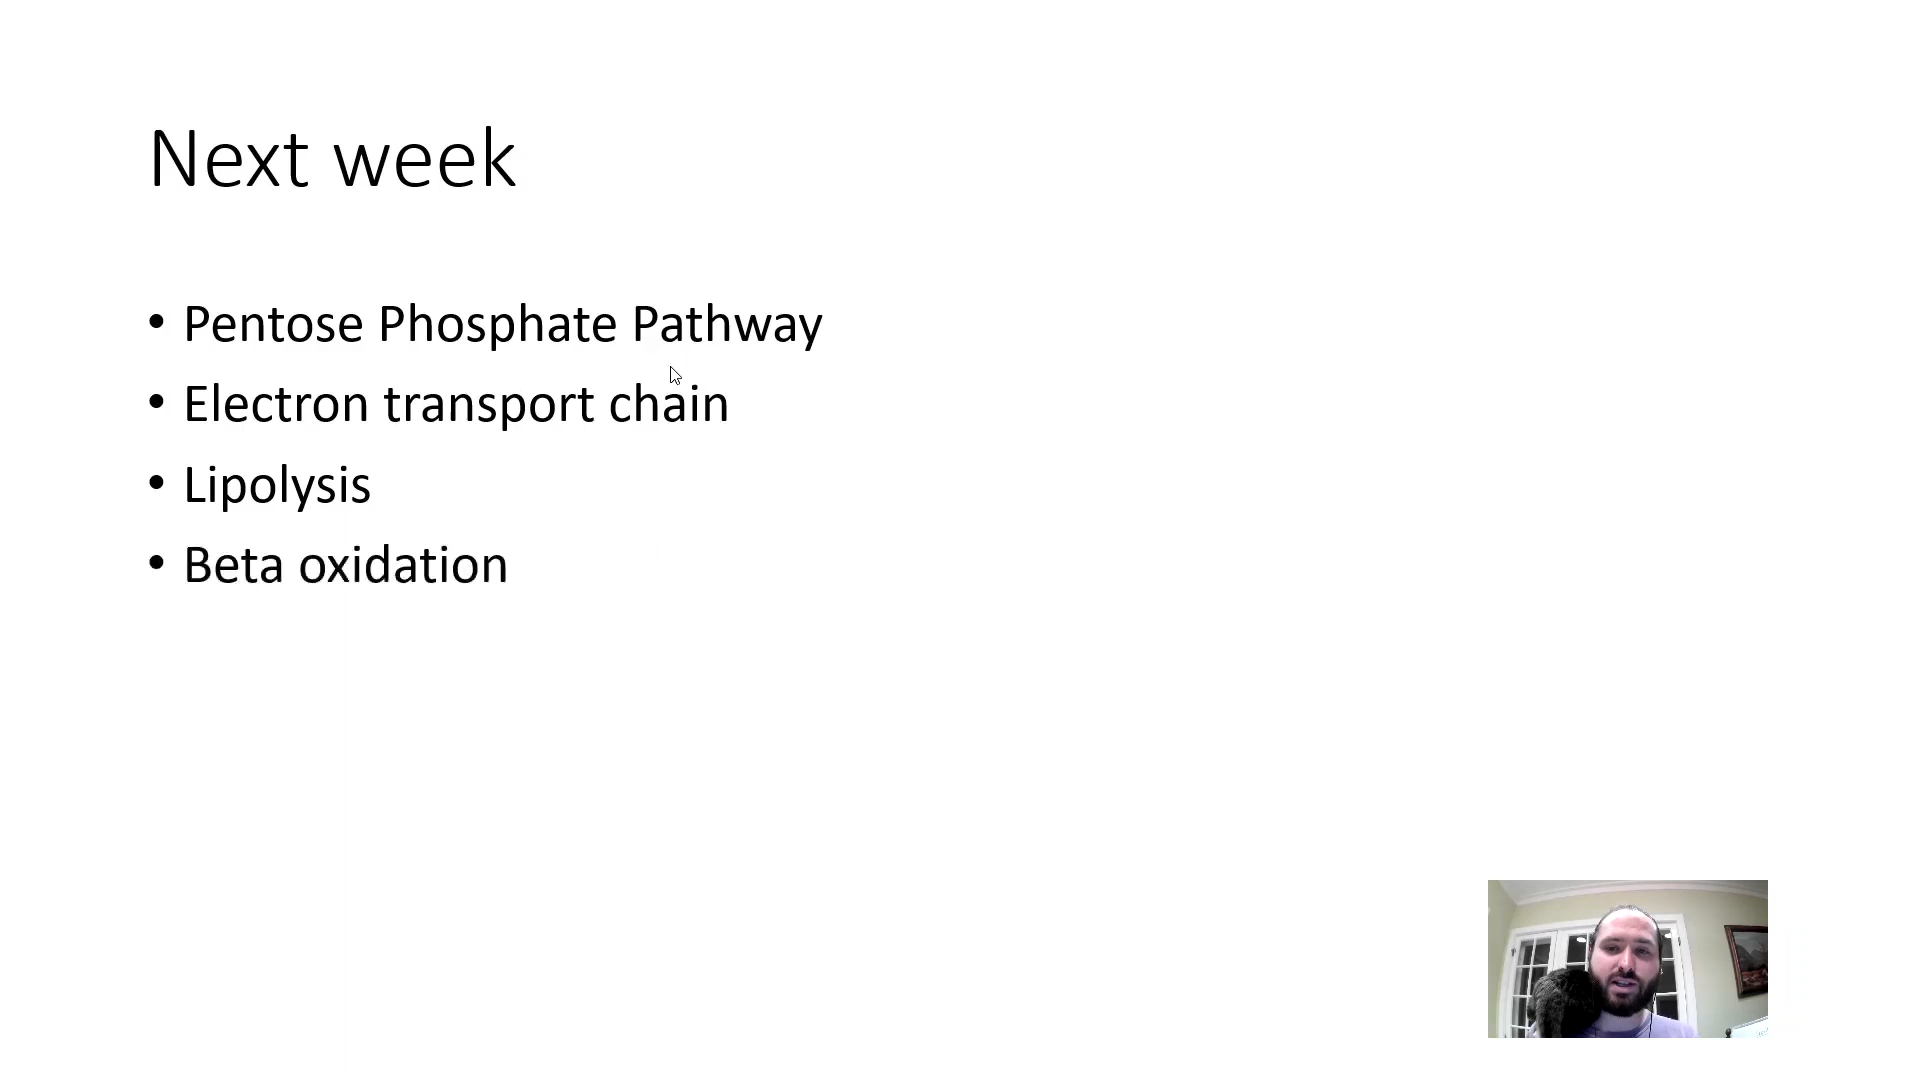 Next week
• Pentose Phosphate Pathway
• Electron transport chain
• Lipolysis
• Beta oxidation